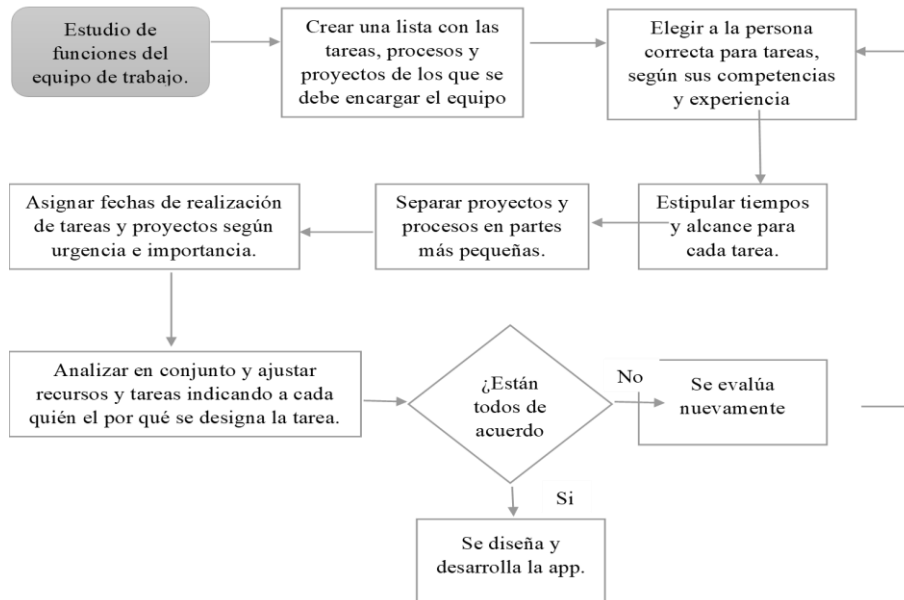 Estudio de
funciones del
equipo de trabajo.
Crear una lista con las
tareas, procesos y
proyectos de los que se
debe encargar el equipo
Elegir a la persona
correcta para tareas,
según sus competencias
y experiencia
Estipular tiempos
y alcance para
cada tarea.
Separar proyectos y
procesos en partes
más pequeñas.
Asignar fechas de realización
de tareas y proyectos según
urgencia e importancia.
Analizar en conjunto y ajustar
recursos y tareas indicando a cada
quién el por qué se designa la tarea.
¿Están
todos de
acuerdo
No
Se evalúa
nuevamente
Si
Se diseña y
desarrolla la app.